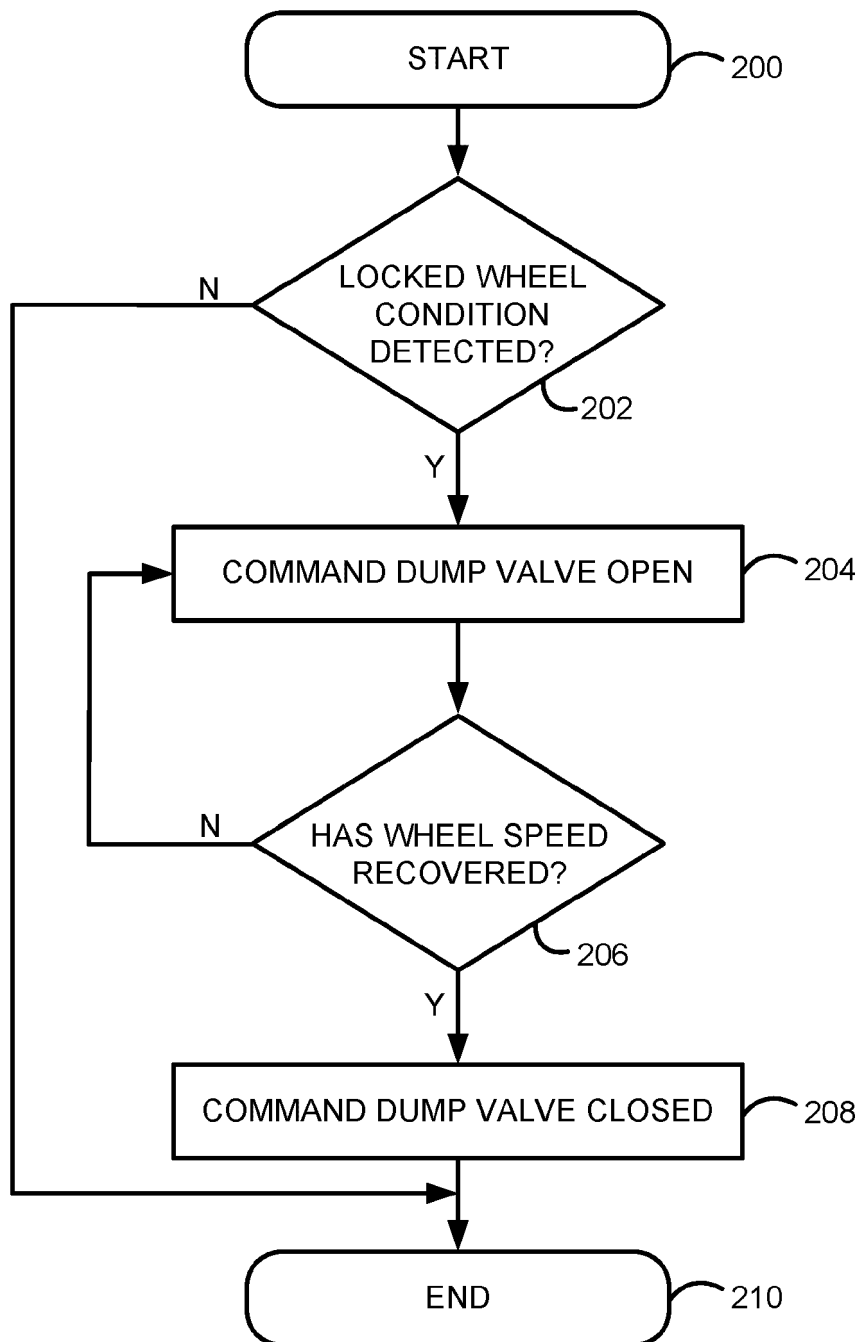 START
200
N
LOCKED WHEEL
CONDITION
DETECTED?
202
Y
COMMAND DUMP VALVE OPEN
204
N
HAS WHEEL SPEED
RECOVERED?
206
Y
COMMAND DUMP VALVE CLOSED
208
END
210